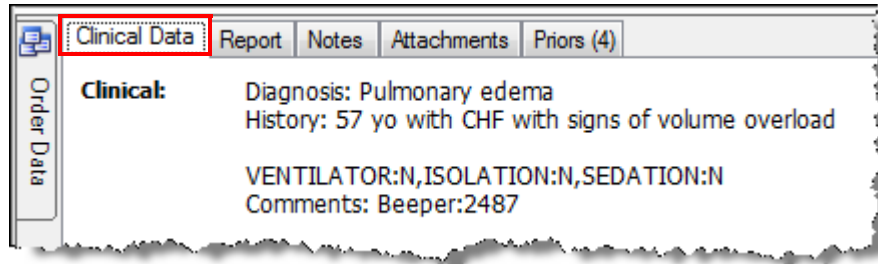 Clinical Data Report Notes Attachments Priors (4)
Order Data
Clinical: Diagnosis: Pulmonary edema
History: 57 yo with CHF with signs of volume overload
VENTILATOR:N,ISOLATION:N,SEDATION:N
Comments: Beeper:2487